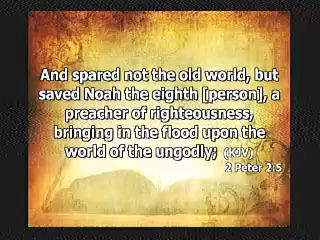 And spared not the old world, but
saved Noah the eighth [person], a
preacher of righteousness,
bringing in the flood upon the
world of the ungodly; (KJV)
2 Peter 2:5